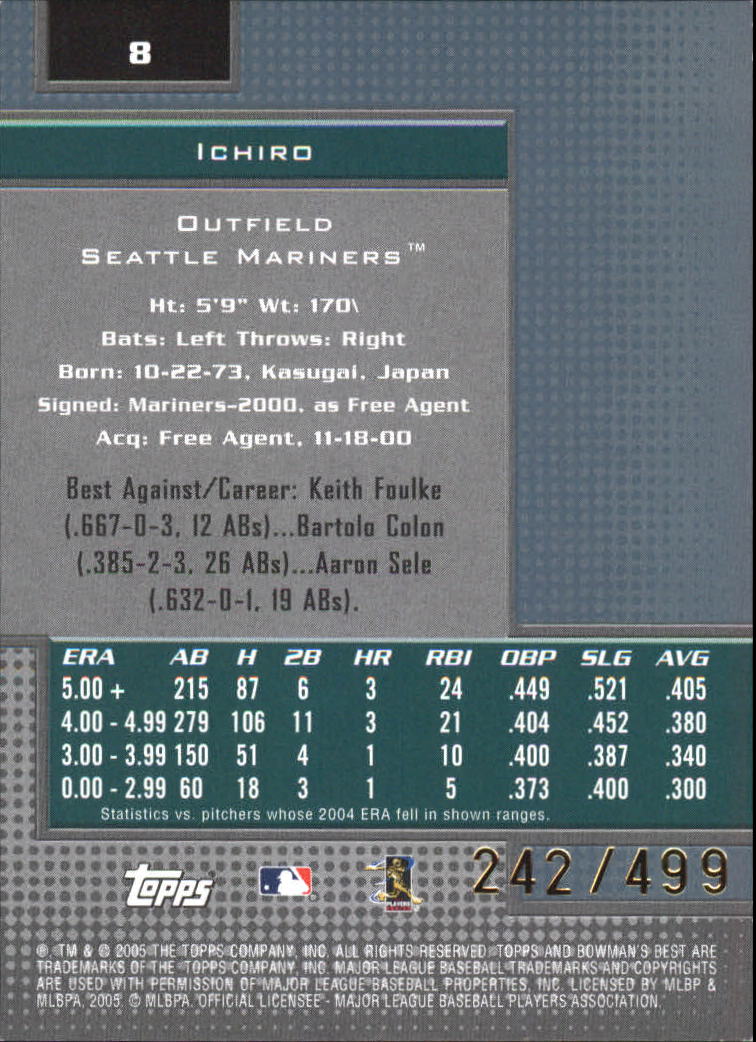 8
ICHIRO
OUTFIELD
SEATTLE MARINERS™
Ht: 5'9" Wt: 170\
Bats: Left Throws: Right
Born: 10-22-73, Kasugai, Japan
Signed: Mariners-2000, as Free Agent
Acq: Free Agent, 11-18-00
Best Against/Career: Keith Foulke
(.667-0-3, 12 ABs)...Bartolo Colon
(.385-2-3, 26 ABs)...Aaron Sele
(.632-0-1, 19 ABs).
ERA AB H 2B HR RBI OBP SLG AVG
5.00 + 215 87 6 3 24 .449 .521 .405
4.00 - 4.99 279 106 11 3 21 .404 .452 .380
3.00 - 3.99 150 51 4 1 10 .400 .387 .340
0.00 - 2.99 60 18 3 1 5 .373 .400 .300
Statistics vs. pitchers whose 2004 ERA fell in shown ranges.
topps PLAYERS 242/499
®, TM & © 2005 THE TOPPS COMPANY, INC. ALL RIGHTS RESERVED. TOPPS AND BOWMAN'S BEST ARE
TRADEMARKS OF THE TOPPS COMPANY, INC. MAJOR LEAGUE BASEBALL TRADEMARKS AND COPYRIGHTS
ARE USED WITH PERMISSION OF MAJOR LEAGUE BASEBALL PROPERTIES, INC. LICENSED BY MLBP &
MLBPA, 2005. © MLBPA. OFFICIAL LICENSEE - MAJOR LEAGUE BASEBALL PLAYERS ASSOCIATION.